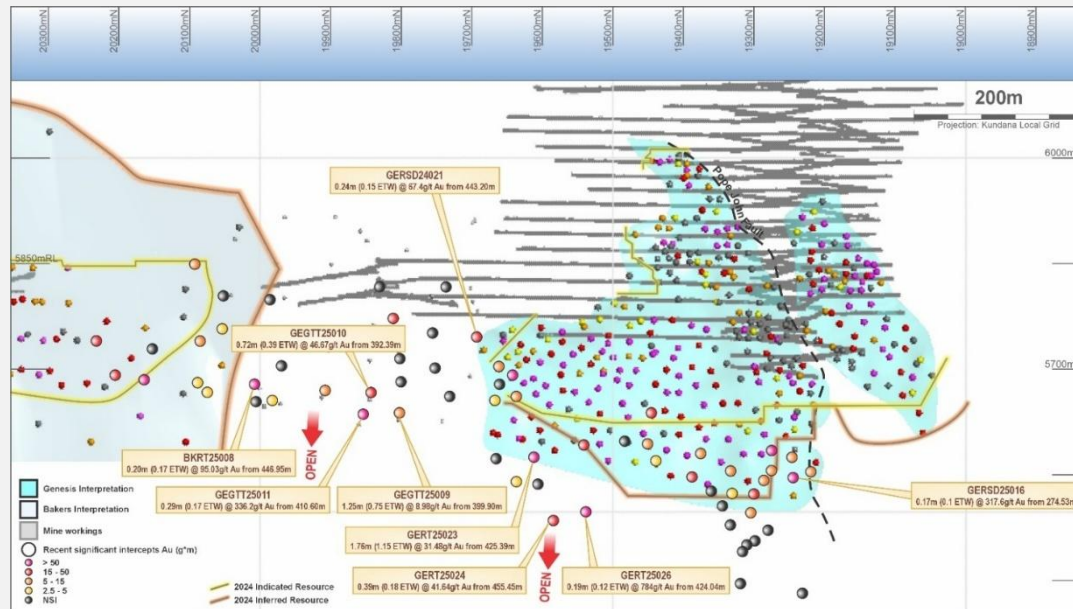 20300mN
20200mN
20100mN
20000mN
19900mN
19800mN
19700mN
19600mN
19500mN
19400mN
19300mN
19200mN
19100mN
19000mN
18900mN
200m
Projection: Kundana Local Grid
6000m
GERSD24021
0.24m (0.15 ETW) @ 67.4g/t Au from 443.20m
Pope John Fault
5850mRL
GEGTT25010
0.72m (0.39 ETW) @ 46.67g/t Au from 392.39m
5700m
BKRT25008
0.20m (0.17 ETW) @ 95.03g/t Au from 446.95m
OPEN
GEGTT25011
0.29m (0.17 ETW) @ 336.2g/t Au from 410.60m
GEGTT25009
1.25m (0.75 ETW) @ 8.98g/t Au from 399.90m
GERSD25016
0.17m (0.1 ETW) @ 317.6g/t Au from 274.53m
GERT25023
1.76m (1.15 ETW) @ 31.48g/t Au from 425.39m
GERT25024
0.39m (0.18 ETW) @ 41.64g/t Au from 455.45m
OPEN
GERT25026
0.19m (0.12 ETW) @ 784g/t Au from 424.04m
Genesis Interpretation
Bakers Interpretation
Mine workings
Recent significant intercepts Au (g*m)
> 50
15 - 50
5 - 15
2.5 - 5
NSI
2024 Indicated Resource
2024 Inferred Resource